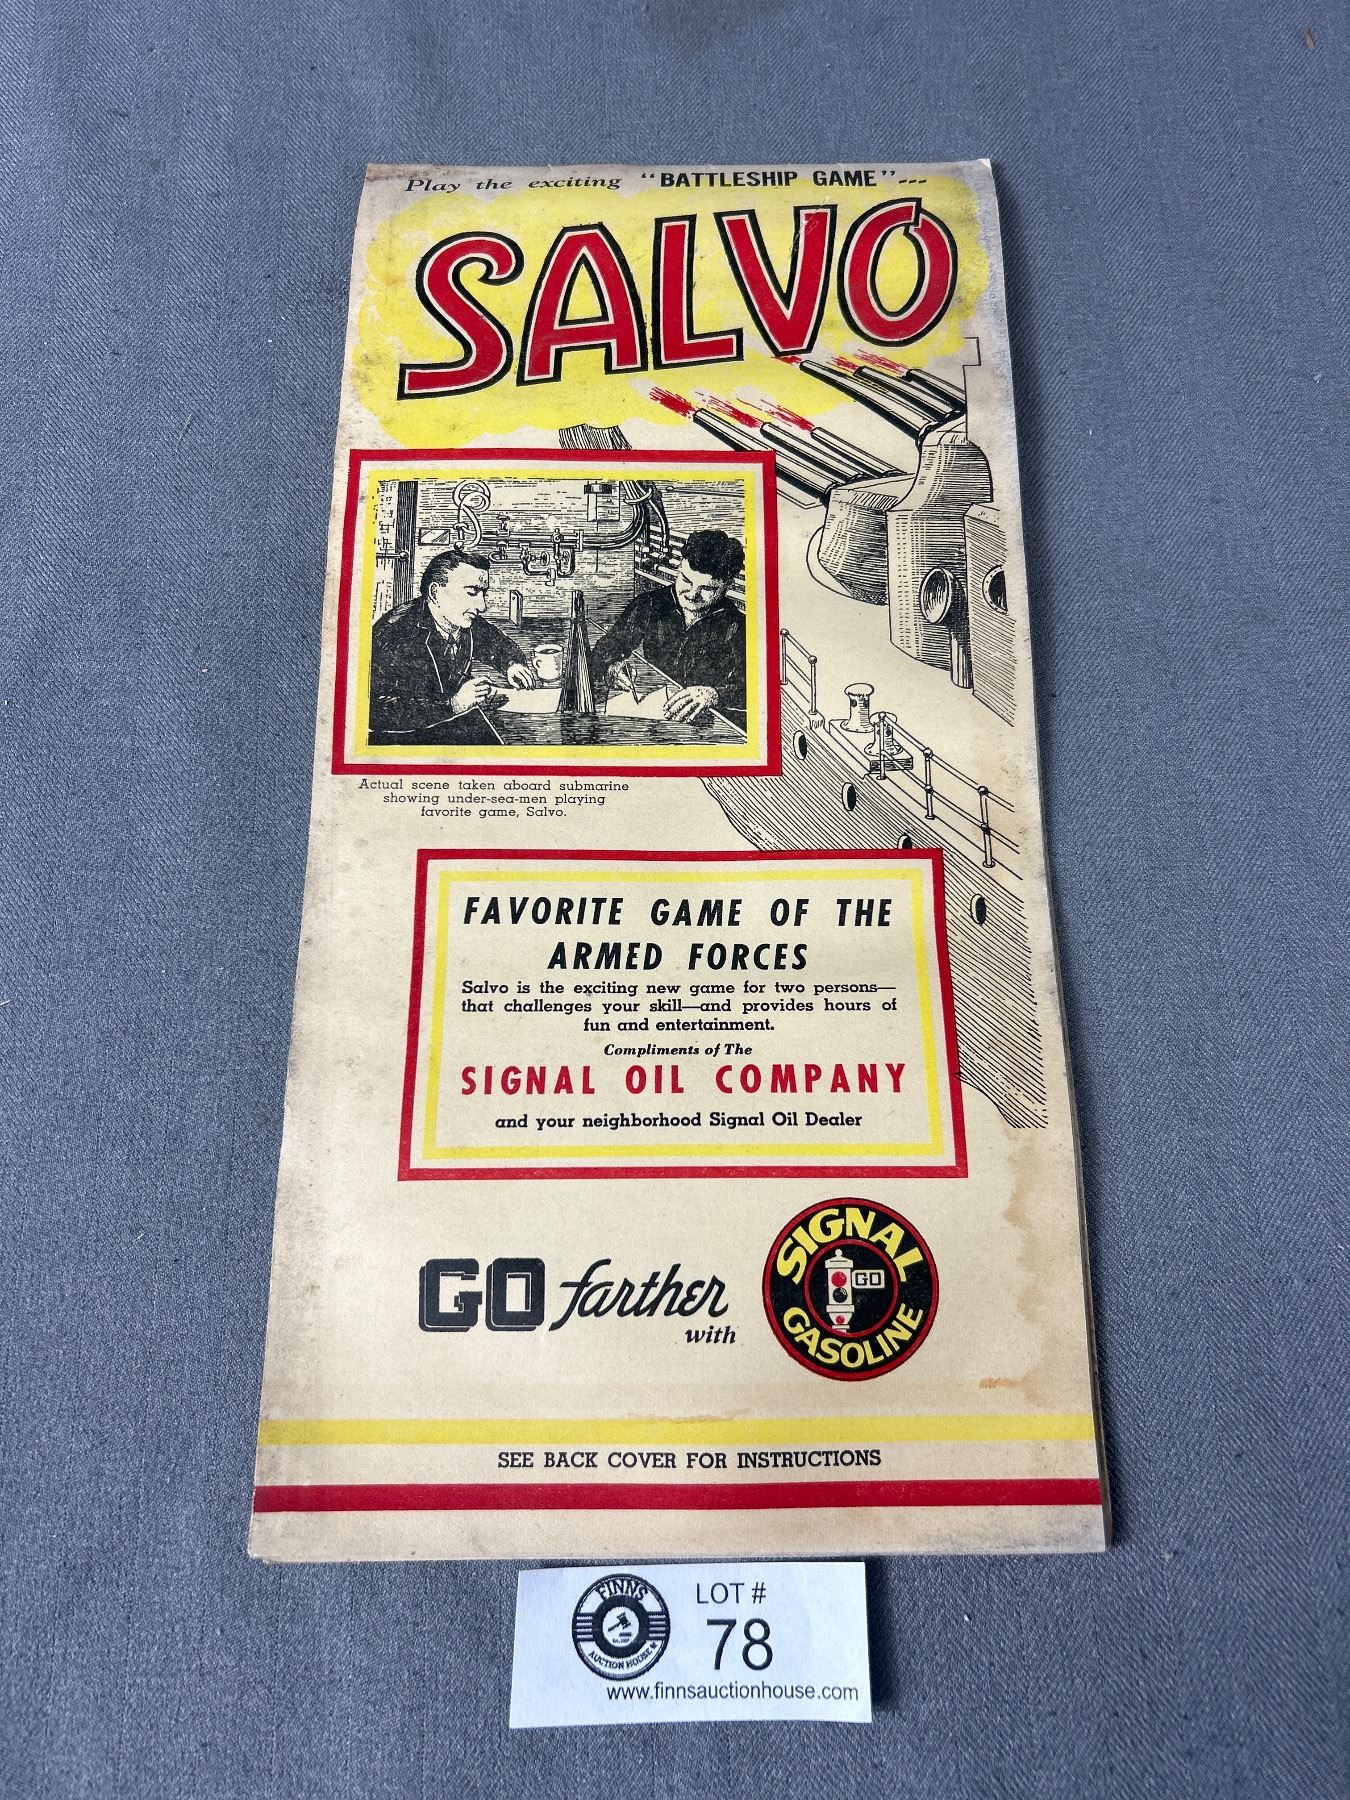 Play the exciting "BATTLESHIP GAME"...
SALVO
Actual scene taken aboard submarine
showing under-sea-men playing
favorite game, Salvo.
FAVORITE GAME OF THE
ARMED FORCES
Salvo is the exciting new game for two persons—
that challenges your skill—and provides hours of
fun and entertainment.
Compliments of The
SIGNAL OIL COMPANY
and your neighborhood Signal Oil Dealer
GO farther
with
SIGNAL
GO
GASOLINE
SEE BACK COVER FOR INSTRUCTIONS
FINNS
AUCTION HOUSE
LOT #
78
www.finnsauctionhouse.com